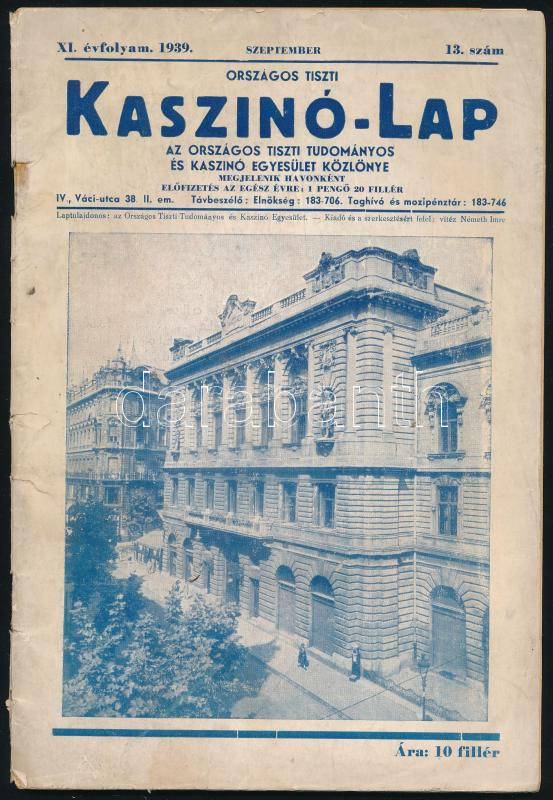 XI. évfolyam. 1939. SZEPTEMBER 13. szám
ORSZÁGOS TISZTI
KASZINÓ-LAP
AZ ORSZÁGOS TISZTI TUDOMÁNYOS
ÉS KASZINÓ EGYESÜLET KÖZLÖNYE
MEGJELENIK HAVONKÉNT
ELŐFIZETÉS AZ EGÉSZ ÉVRE: 1 PENGŐ 20 FILLÉR
IV., Váci-utca 38. II. em. Távbeszélő: Elnökség: 183-706. Taghívó és mozipénztár: 183-746
Laptulajdonos: az Országos Tiszti Tudományos és Kaszinó Egyesület. — Kiadó és a szerkesztésért felel: vitéz Németh Imre
darabanth
Ára: 10 fillér